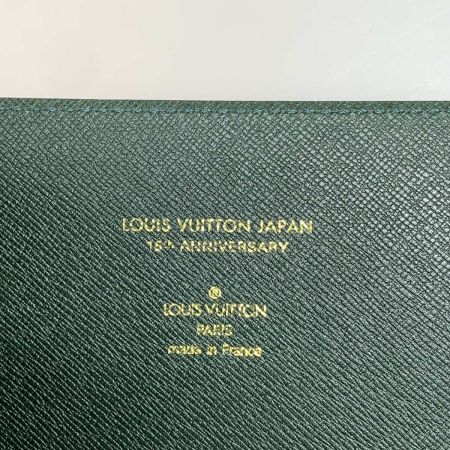 LOUIS VUITTON JAPAN
15th ANNIVERSARY
LOUIS VUITTON
PARIS
made in France